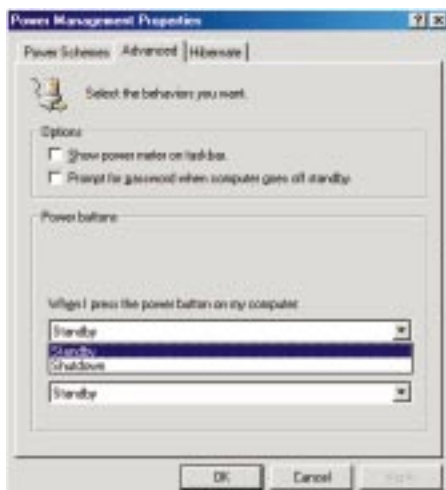 Power Management Properties
Power Schemes Advanced Hibernate
Select the behaviors you want.
Options
Show power meter on taskbar.
Prompt for password when computer goes off standby.
Power buttons
When I press the power button on my computer:
Standby
Standby
Shutdown
Standby
OK Cancel Apply